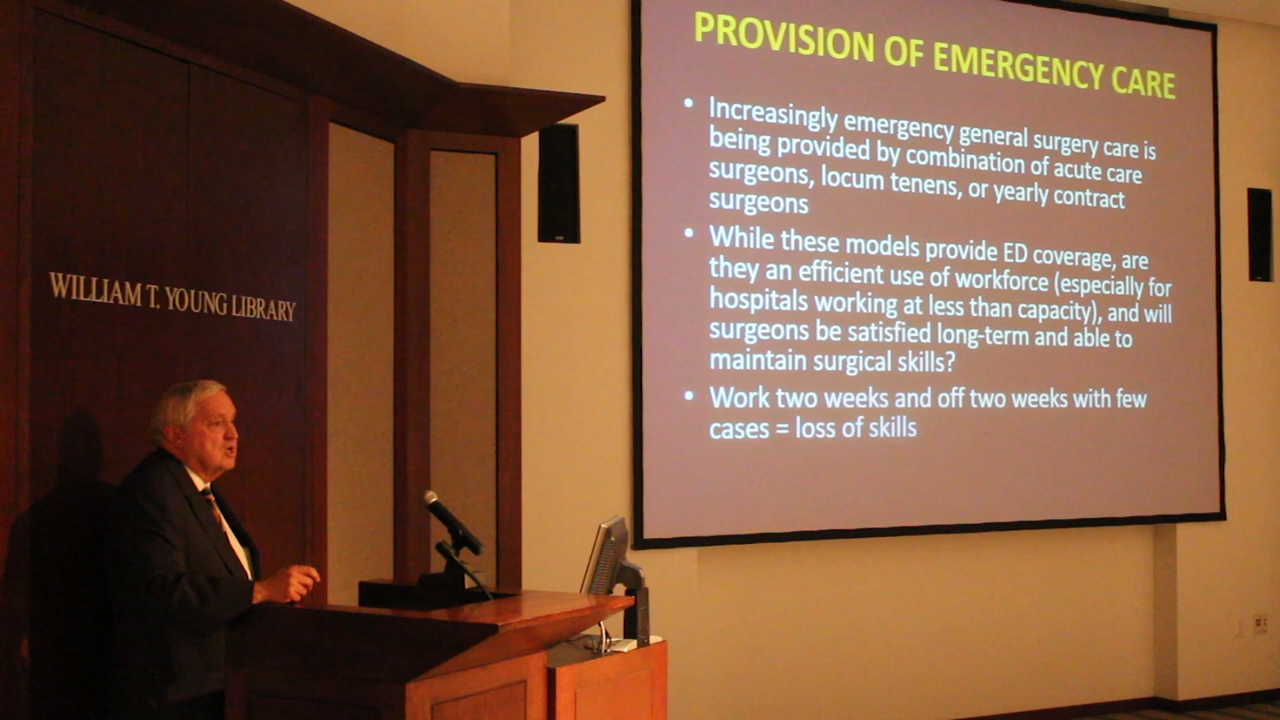 WILLIAM T. YOUNG LIBRARY
PROVISION OF EMERGENCY CARE
• Increasingly emergency general surgery care is
being provided by combination of acute care
surgeons, locum tenens, or yearly contract
surgeons
• While these models provide ED coverage, are
they an efficient use of workforce (especially for
hospitals working at less than capacity), and will
surgeons be satisfied long-term and able to
maintain surgical skills?
• Work two weeks and off two weeks with few
cases = loss of skills